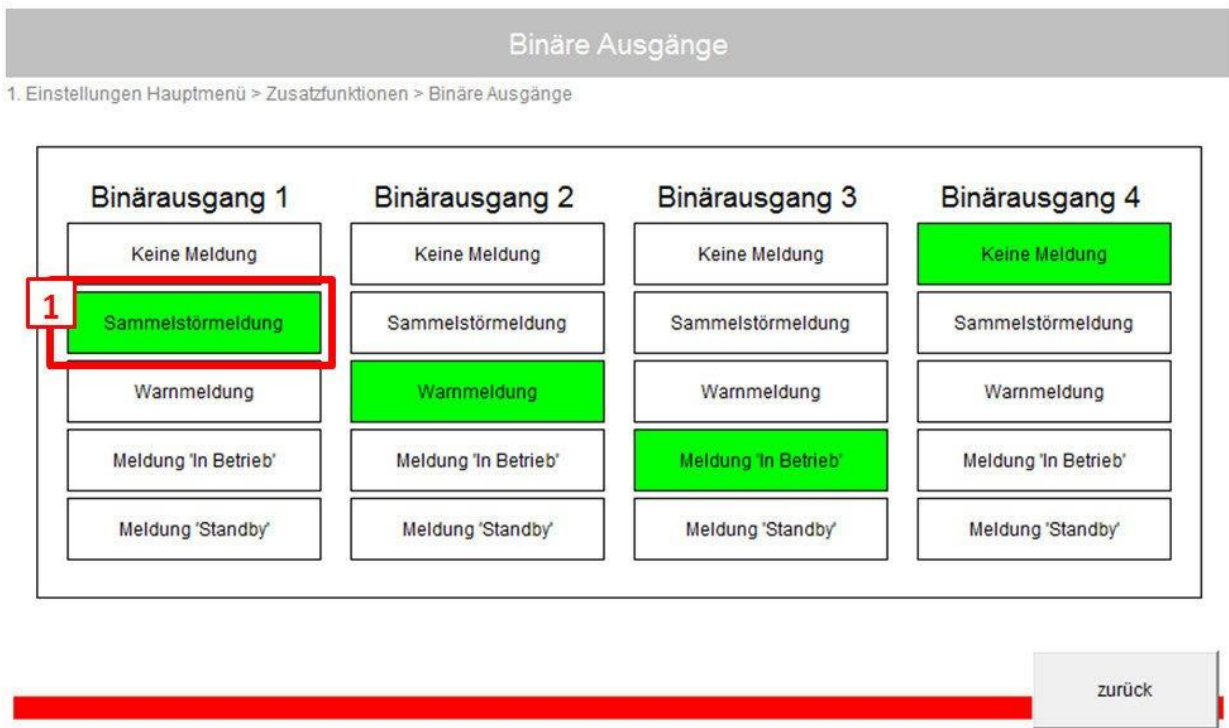 Binäre Ausgänge
1. Einstellungen Hauptmenü > Zusatzfunktionen > Binäre Ausgänge
Binärausgang 1 Binärausgang 2 Binärausgang 3 Binärausgang 4
Keine Meldung Keine Meldung Keine Meldung Keine Meldung
1
Sammelstörmeldung Sammelstörmeldung Sammelstörmeldung Sammelstörmeldung
Warnmeldung Warnmeldung Warnmeldung Warnmeldung
Meldung 'In Betrieb' Meldung 'In Betrieb' Meldung 'In Betrieb' Meldung 'In Betrieb'
Meldung 'Standby' Meldung 'Standby' Meldung 'Standby' Meldung 'Standby'
zurück